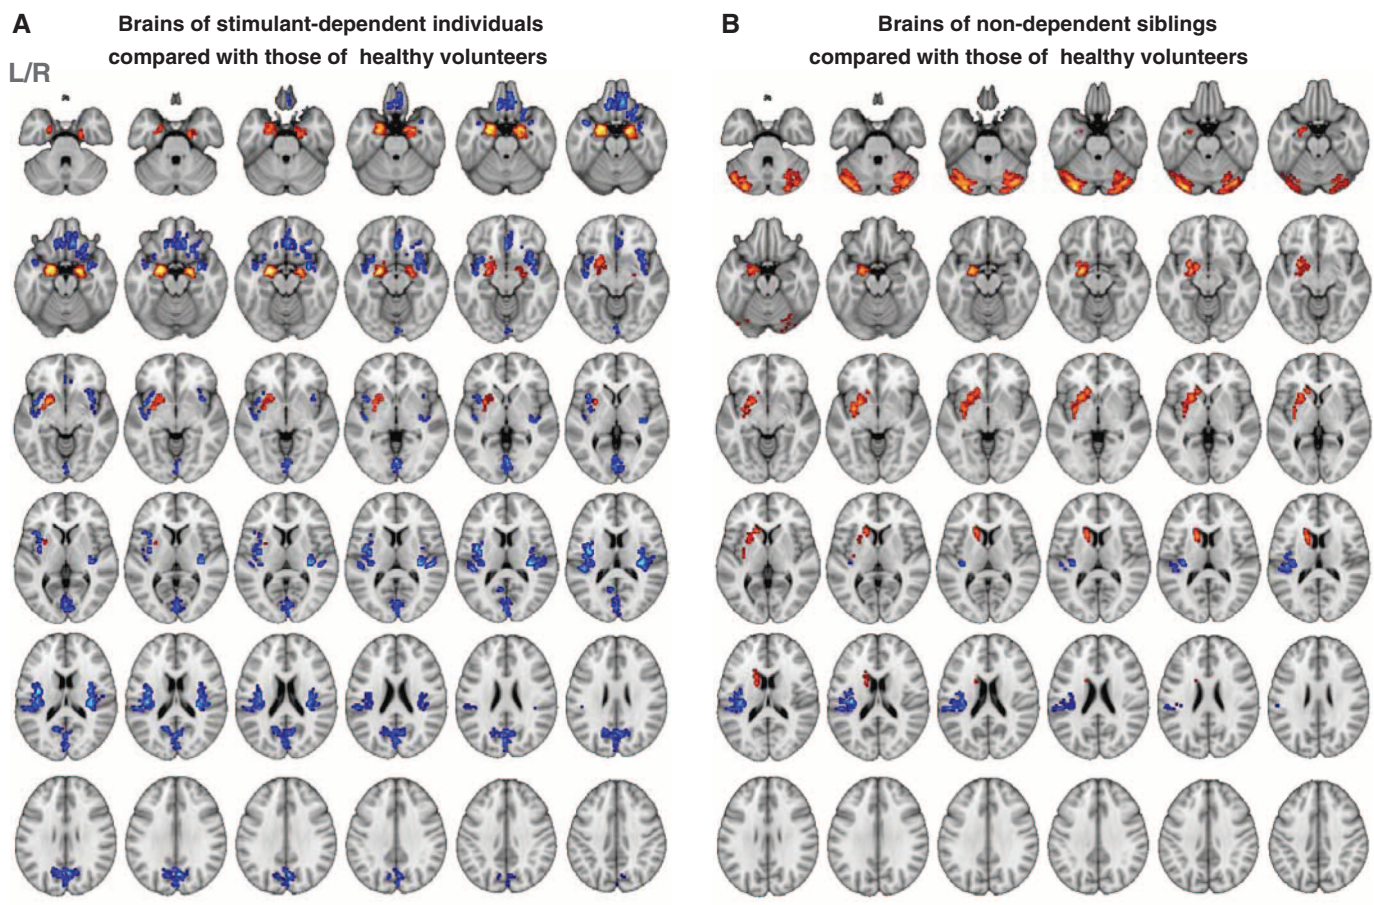 A
Brains of stimulant-dependent individuals
compared with those of healthy volunteers
L/R
B
Brains of non-dependent siblings
compared with those of healthy volunteers